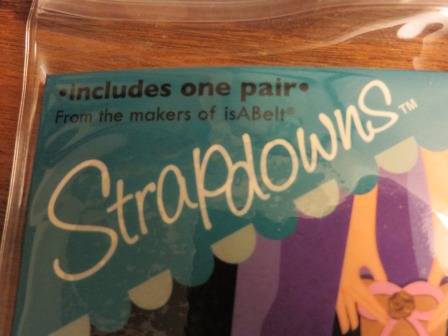 •Includes one pair•
From the makers of isABelt®
Strapdowns™